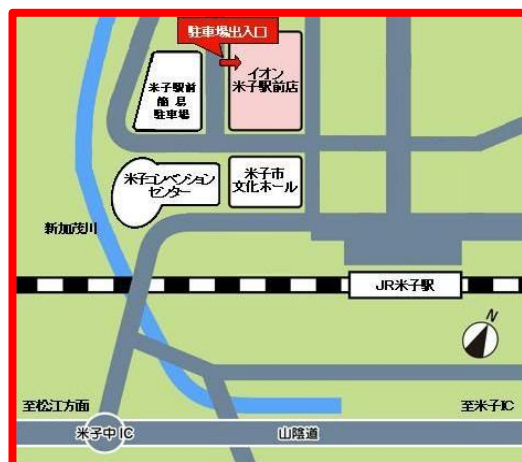 駐車場出入口
イオン
米子駅前店
米子駅前
簡易
駐車場
米子コンベンション
センター
米子市
文化ホール
新加茂川
JR米子駅
N
至松江方面
至米子IC
米子中IC
山陰道